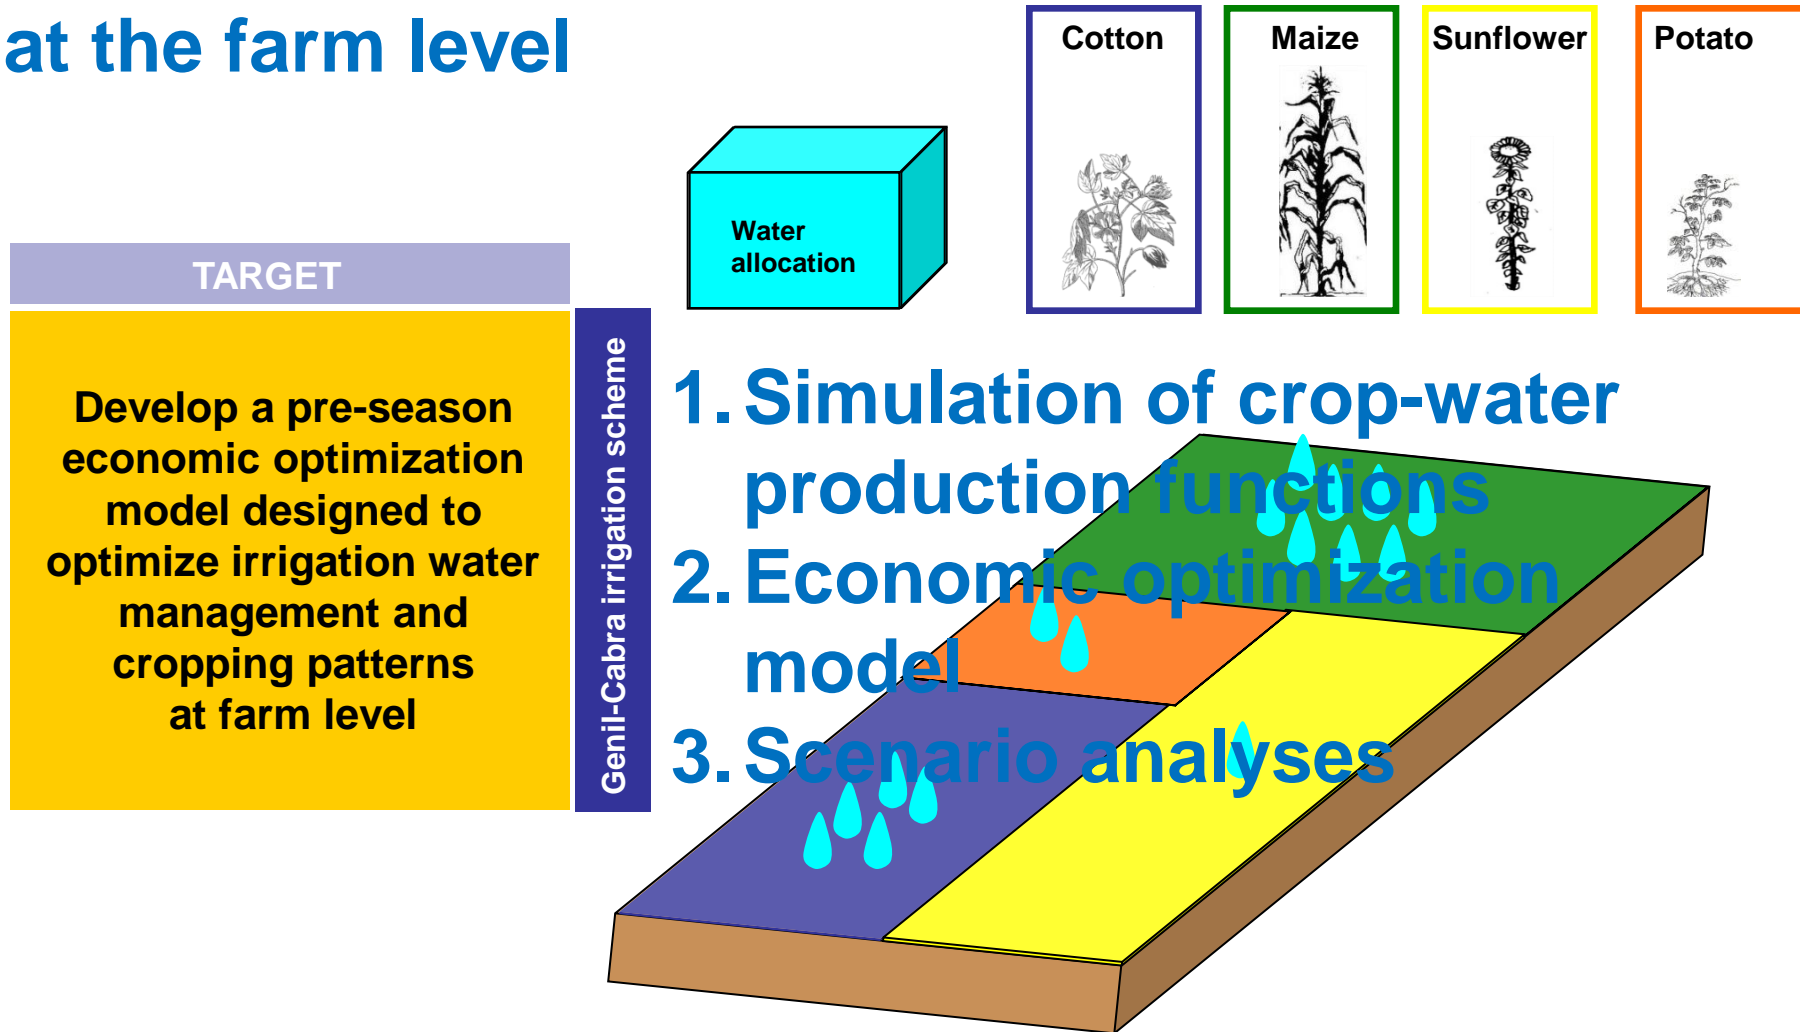 at the farm level
Cotton
Maize
Sunflower
Potato
Water
allocation
TARGET
Develop a pre-season
economic optimization
model designed to
optimize irrigation water
management and
cropping patterns
at farm level
Genil-Cabra irrigation scheme
1. Simulation of crop-water
production functions
2. Economic optimization
model
3. Scenario analyses